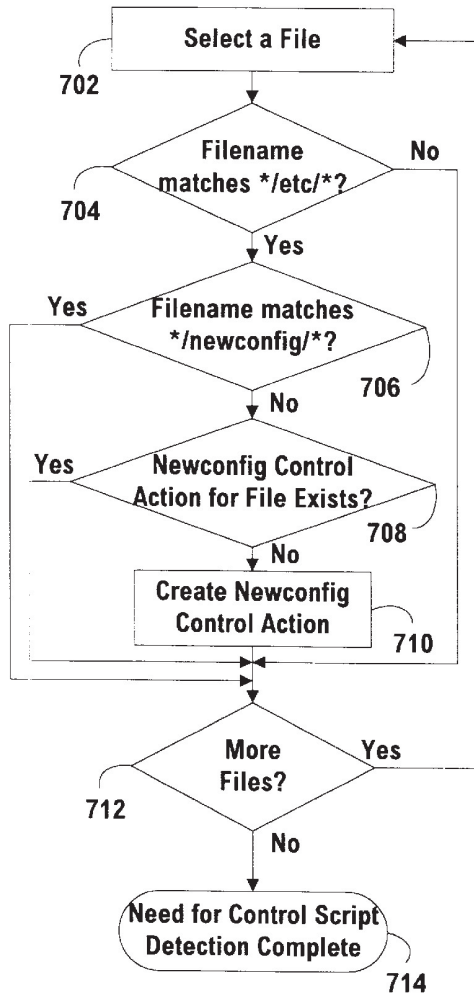 Select a File
702
Filename
matches */etc/*?
No
704
Yes
Yes
Filename matches
*/newconfig/*?
706
No
Yes
Newconfig Control
Action for File Exists?
708
No
Create Newconfig
Control Action
710
More
Files?
Yes
712
No
Need for Control Script
Detection Complete
714